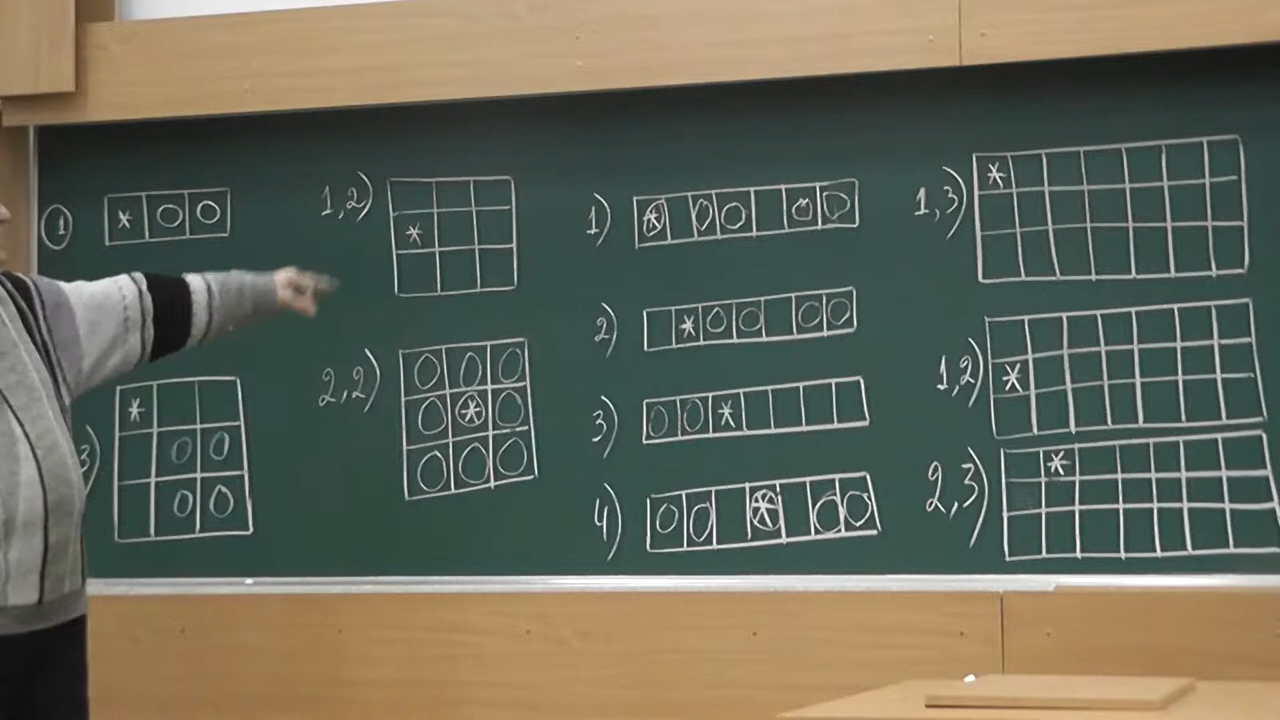 1
* O O
3)
*
O O
O O
1,2)
*
2,2)
O O O
O * O
O O O
1)
* O O O O
2)
* O O O O
3)
O O *
4)
O O * O O
1,3)
*
1,2)
*
2,3)
*